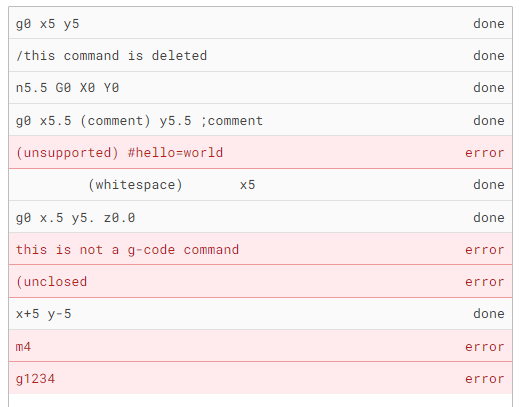 g0 x5 y5 done
/this command is deleted done
n5.5 G0 X0 Y0 done
g0 x5.5 (comment) y5.5 ;comment done
(unsupported) #hello=world error
(whitespace) x5 done
g0 x.5 y5. z0.0 done
this is not a g-code command error
(unclosed error
x+5 y-5 done
m4 error
g1234 error